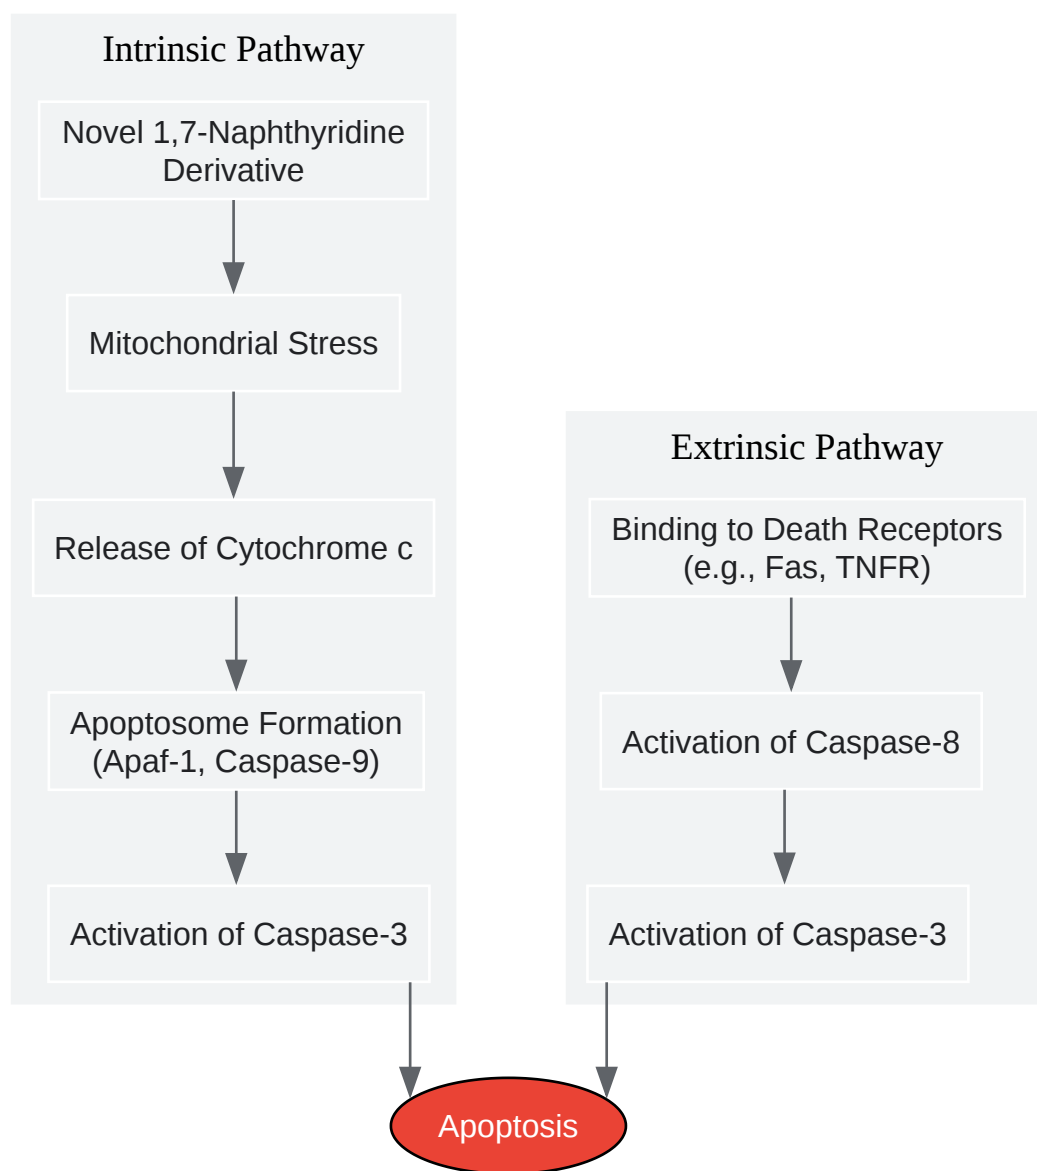 Intrinsic Pathway
Novel 1,7-Naphthyridine
Derivative
Mitochondrial Stress
Release of Cytochrome c
Apoptosome Formation
(Apaf-1, Caspase-9)
Activation of Caspase-3
Extrinsic Pathway
Binding to Death Receptors
(e.g., Fas, TNFR)
Activation of Caspase-8
Activation of Caspase-3
Apoptosis